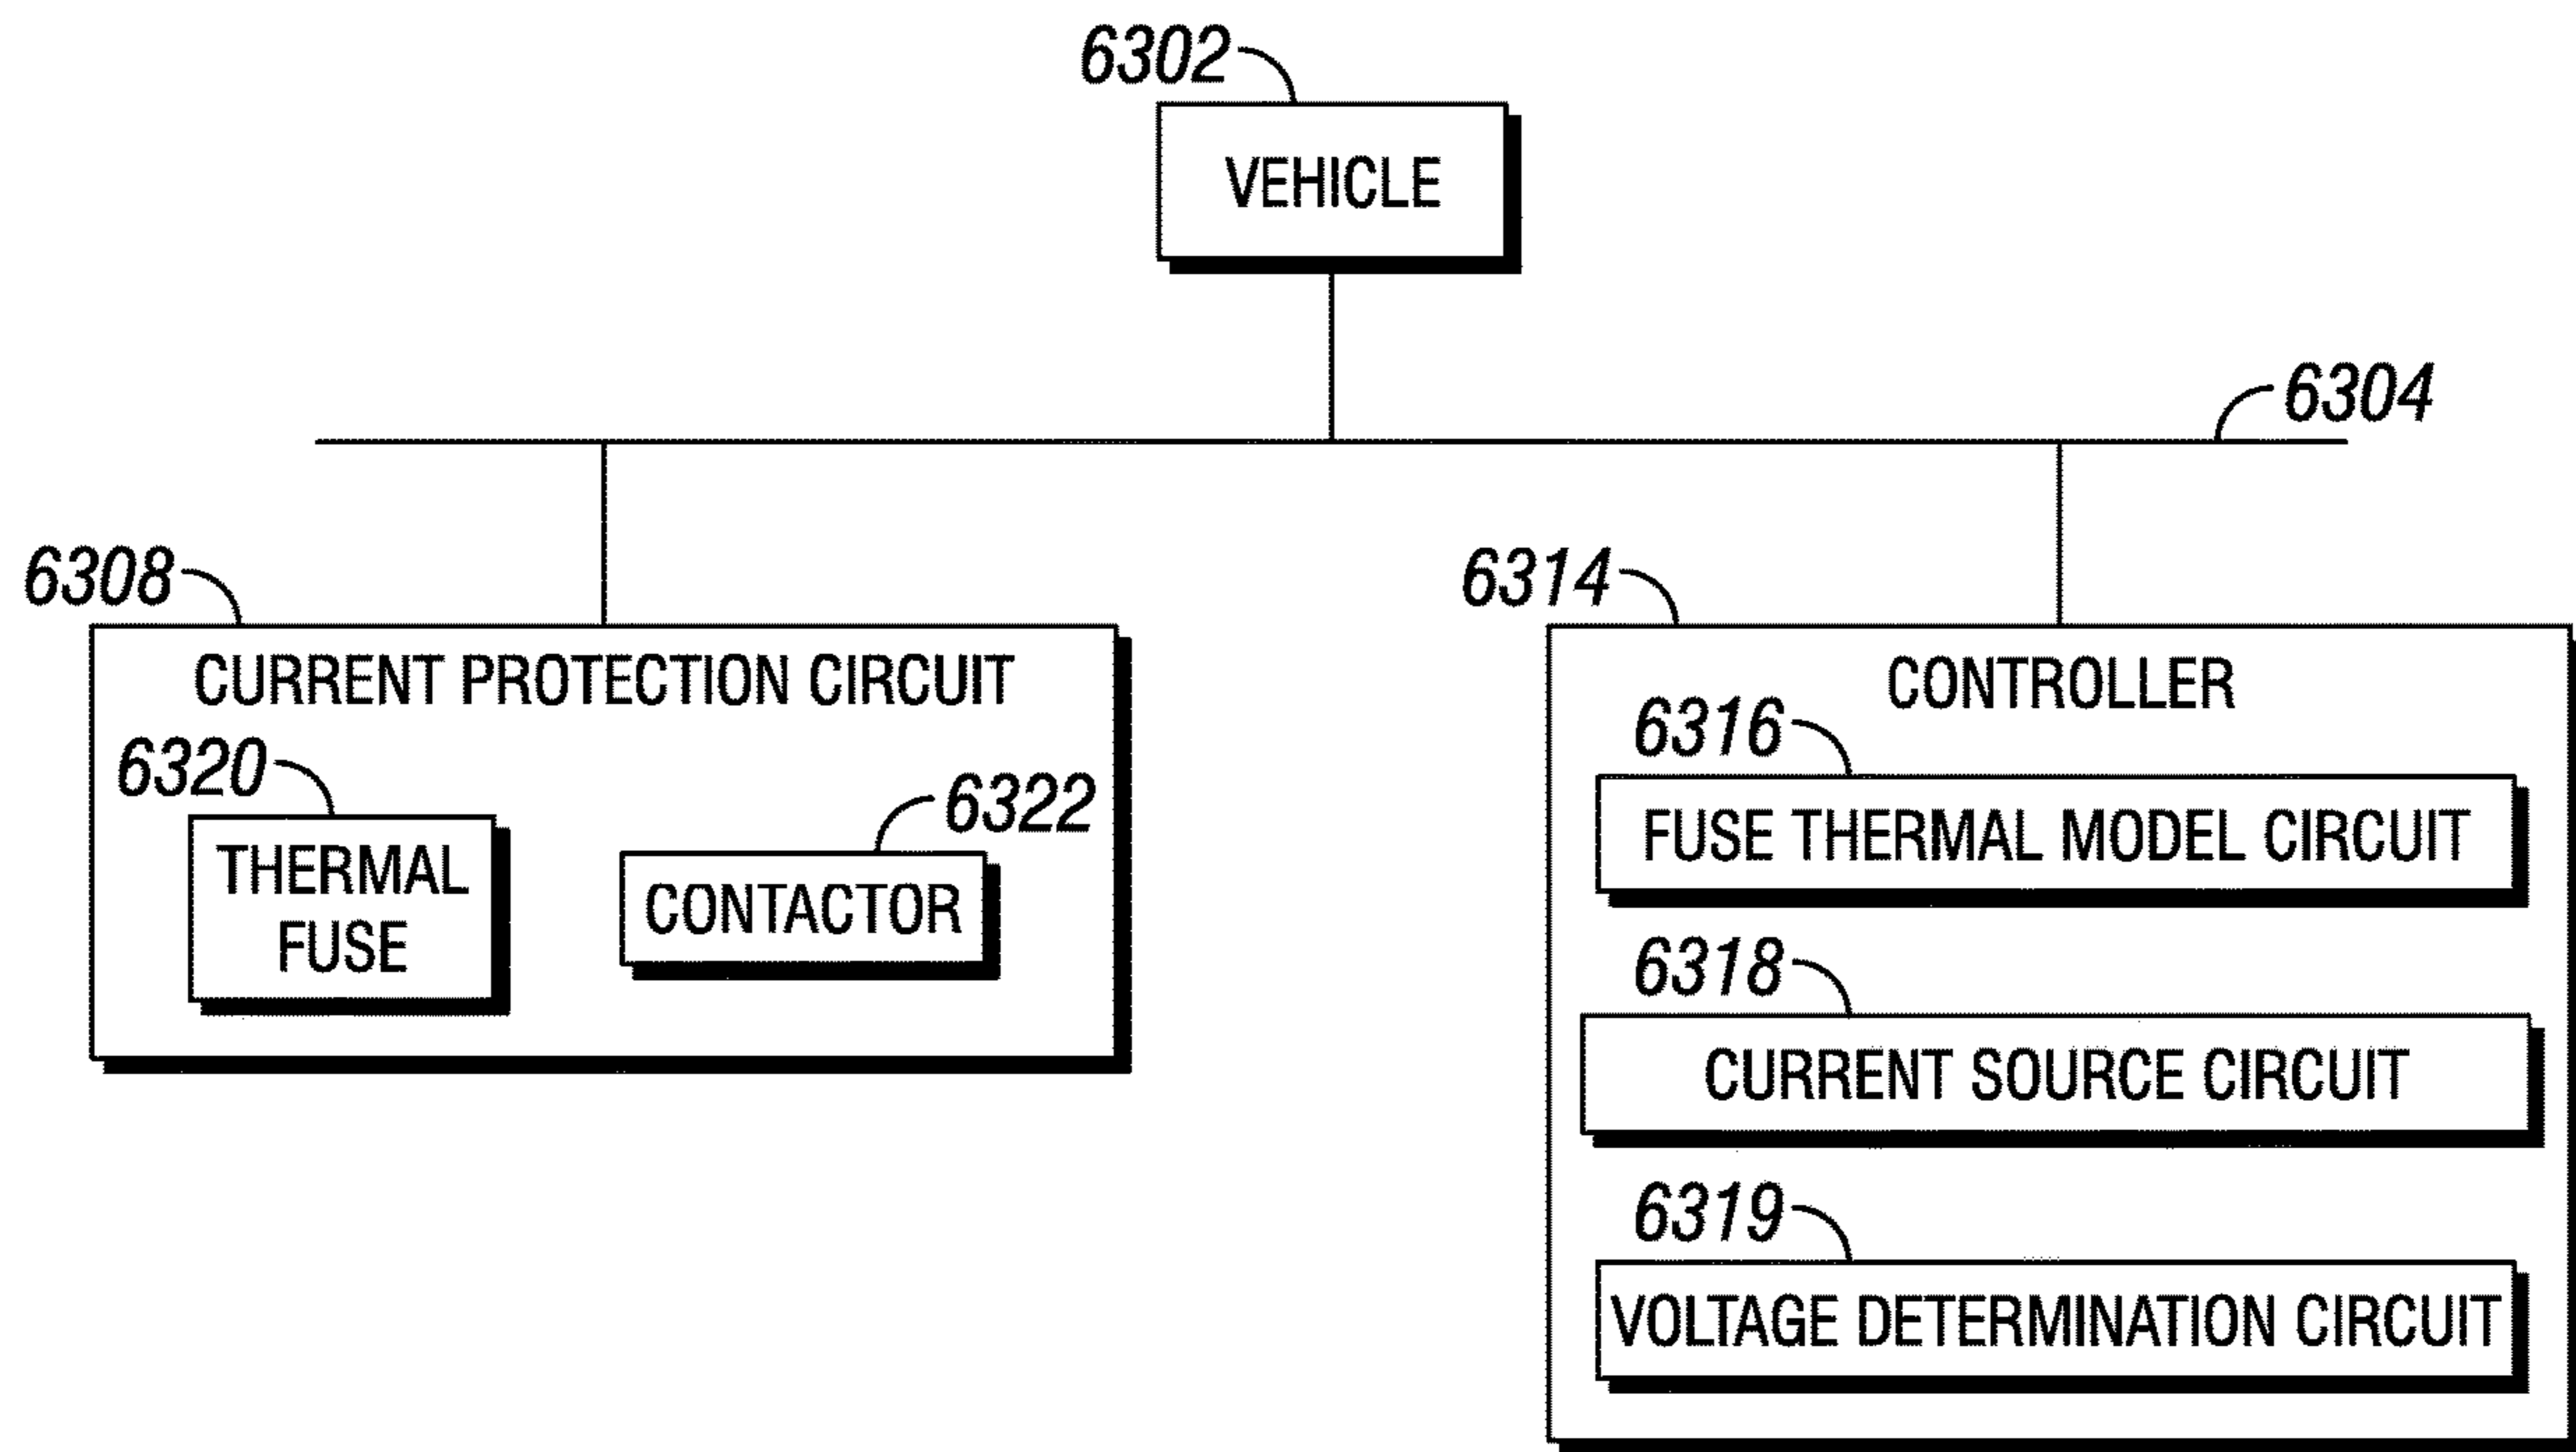 6302
VEHICLE
6304
6308
CURRENT PROTECTION CIRCUIT
6320
THERMAL
FUSE
6322
CONTACTOR
6314
CONTROLLER
6316
FUSE THERMAL MODEL CIRCUIT
6318
CURRENT SOURCE CIRCUIT
6319
VOLTAGE DETERMINATION CIRCUIT